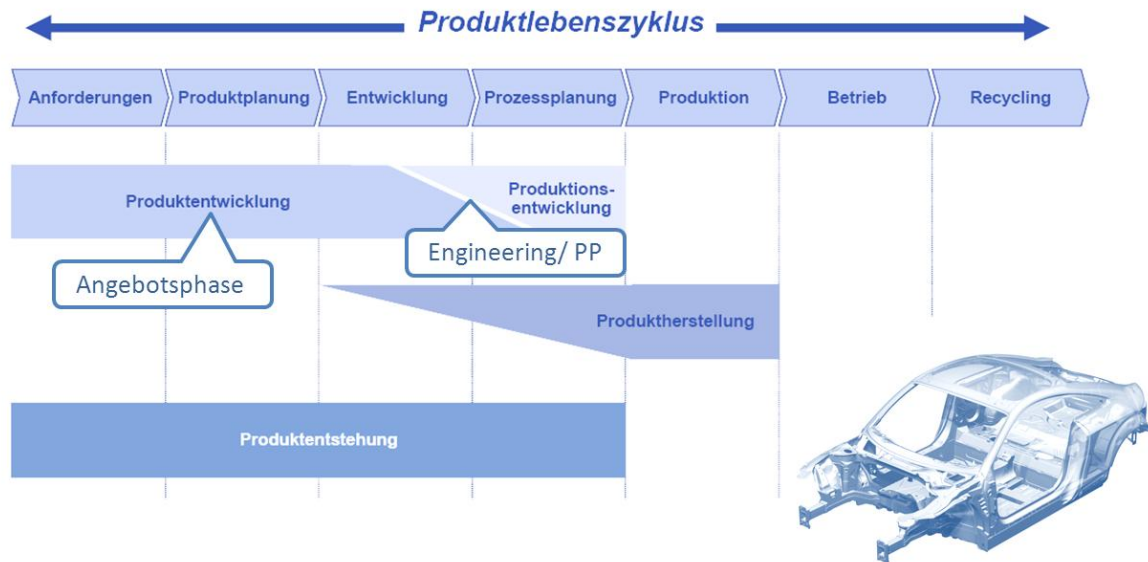 Produktlebenszyklus
Anforderungen
Produktplanung
Entwicklung
Prozessplanung
Produktion
Betrieb
Recycling
Produktentwicklung
Produktions-
entwicklung
Engineering/ PP
Angebotsphase
Produktherstellung
Produktentstehung